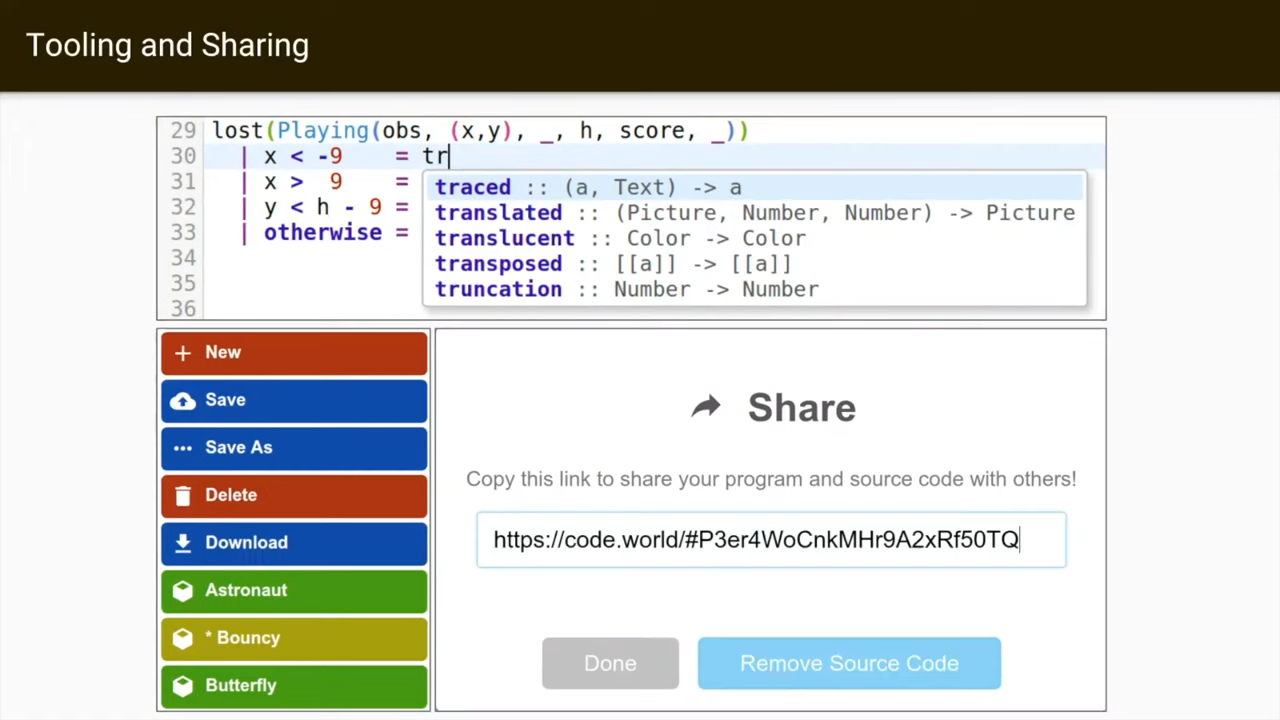 Tooling and Sharing
29 lost(Playing(obs, (x,y), _, h, score, _))
30 | x < -9 = tr
31 | x > 9 =
32 | y < h - 9 =
33 | otherwise =
34
35
36
traced :: (a, Text) -> a
translated :: (Picture, Number, Number) -> Picture
translucent :: Color -> Color
transposed :: [[a]] -> [[a]]
truncation :: Number -> Number
+ New
Save
Save As
Delete
Download
Astronaut
* Bouncy
Butterfly
Share
Copy this link to share your program and source code with others!
https://code.world/#P3er4WoCnkMHr9A2xRf50TQ
Done
Remove Source Code